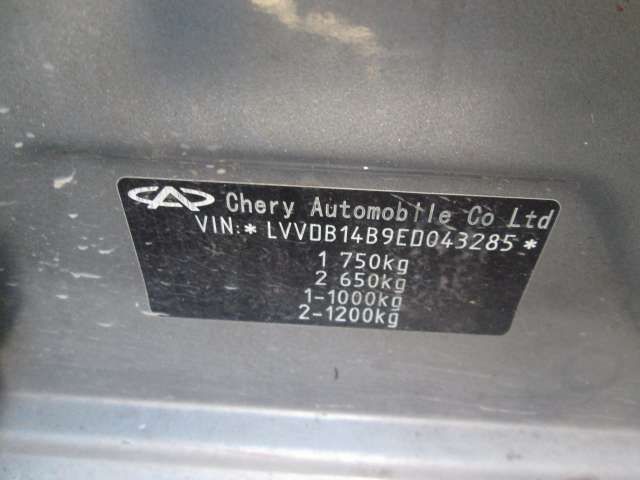 Chery Automobile Co Ltd
VIN:* LVVDB14B9ED043285 *
1 750kg
2 650kg
1-1000kg
2-1200kg